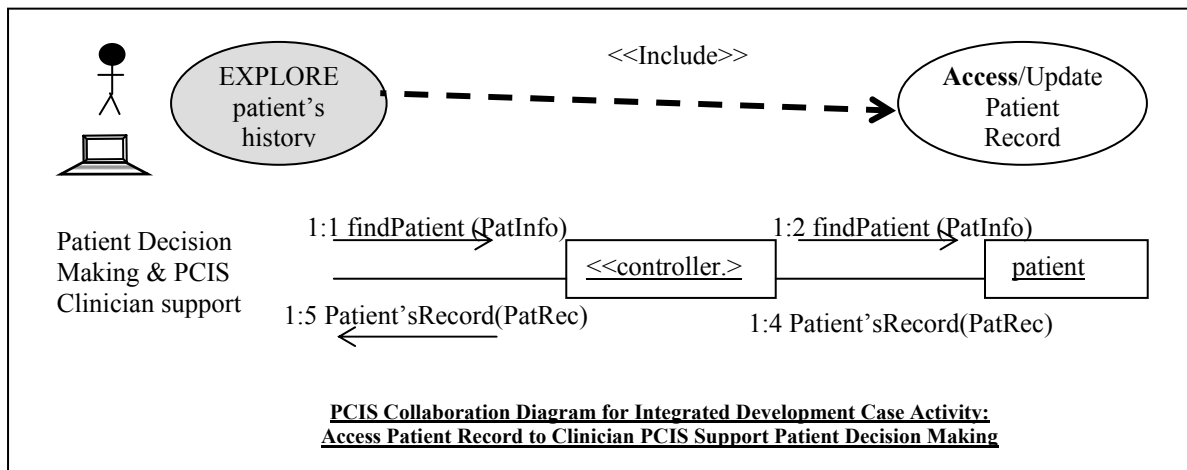 <<Include>>
EXPLORE
patient's
history
Access/Update
Patient
Record
Patient Decision
Making & PCIS
Clinician support
1:1 findPatient (PatInfo)
1:2 findPatient (PatInfo)
<<controller.>
patient
1:5 Patient'sRecord(PatRec)
1:4 Patient'sRecord(PatRec)
PCIS Collaboration Diagram for Integrated Development Case Activity:
Access Patient Record to Clinician PCIS Support Patient Decision Making